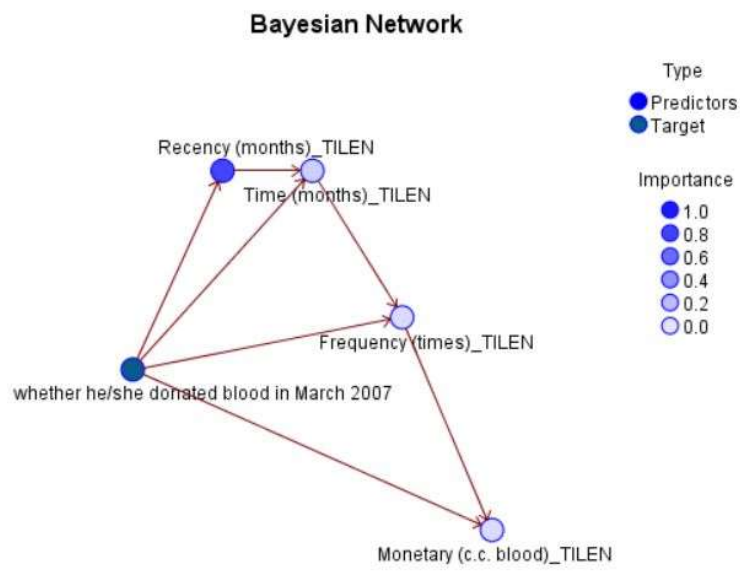 Bayesian Network
Type
Predictors
Target
Importance
1.0
0.8
0.6
0.4
0.2
0.0
Recency (months)_TILEN
Time (months)_TILEN
Frequency (times)_TILEN
whether he/she donated blood in March 2007
Monetary (c.c. blood)_TILEN